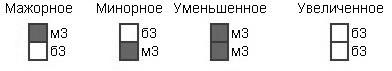 Мажорное Минорное Уменьшенное Увеличенное
м3 б3 м3 б3
б3 м3 м3 б3